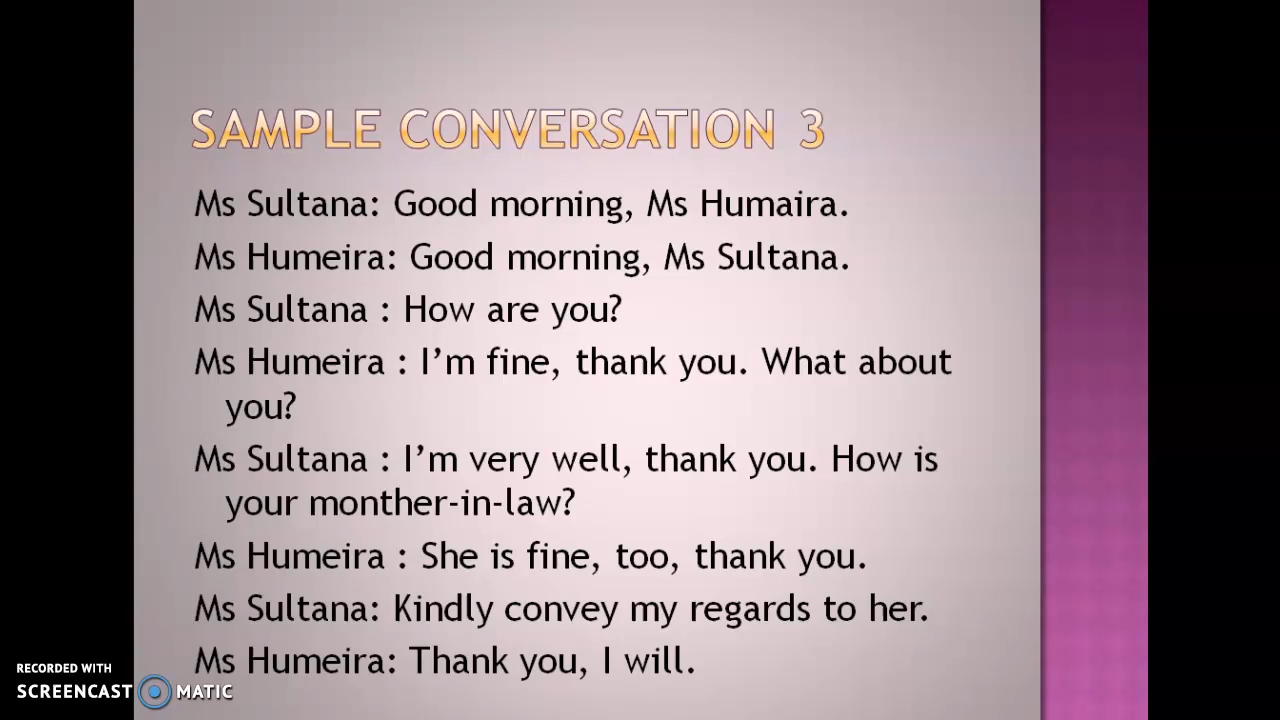 SAMPLE CONVERSATION 3
Ms Sultana: Good morning, Ms Humaira.
Ms Humeira: Good morning, Ms Sultana.
Ms Sultana : How are you?
Ms Humeira : I’m fine, thank you. What about
you?
Ms Sultana : I’m very well, thank you. How is
your monther-in-law?
Ms Humeira : She is fine, too, thank you.
Ms Sultana: Kindly convey my regards to her.
Ms Humeira: Thank you, I will.
RECORDED WITH
SCREENCAST MATIC